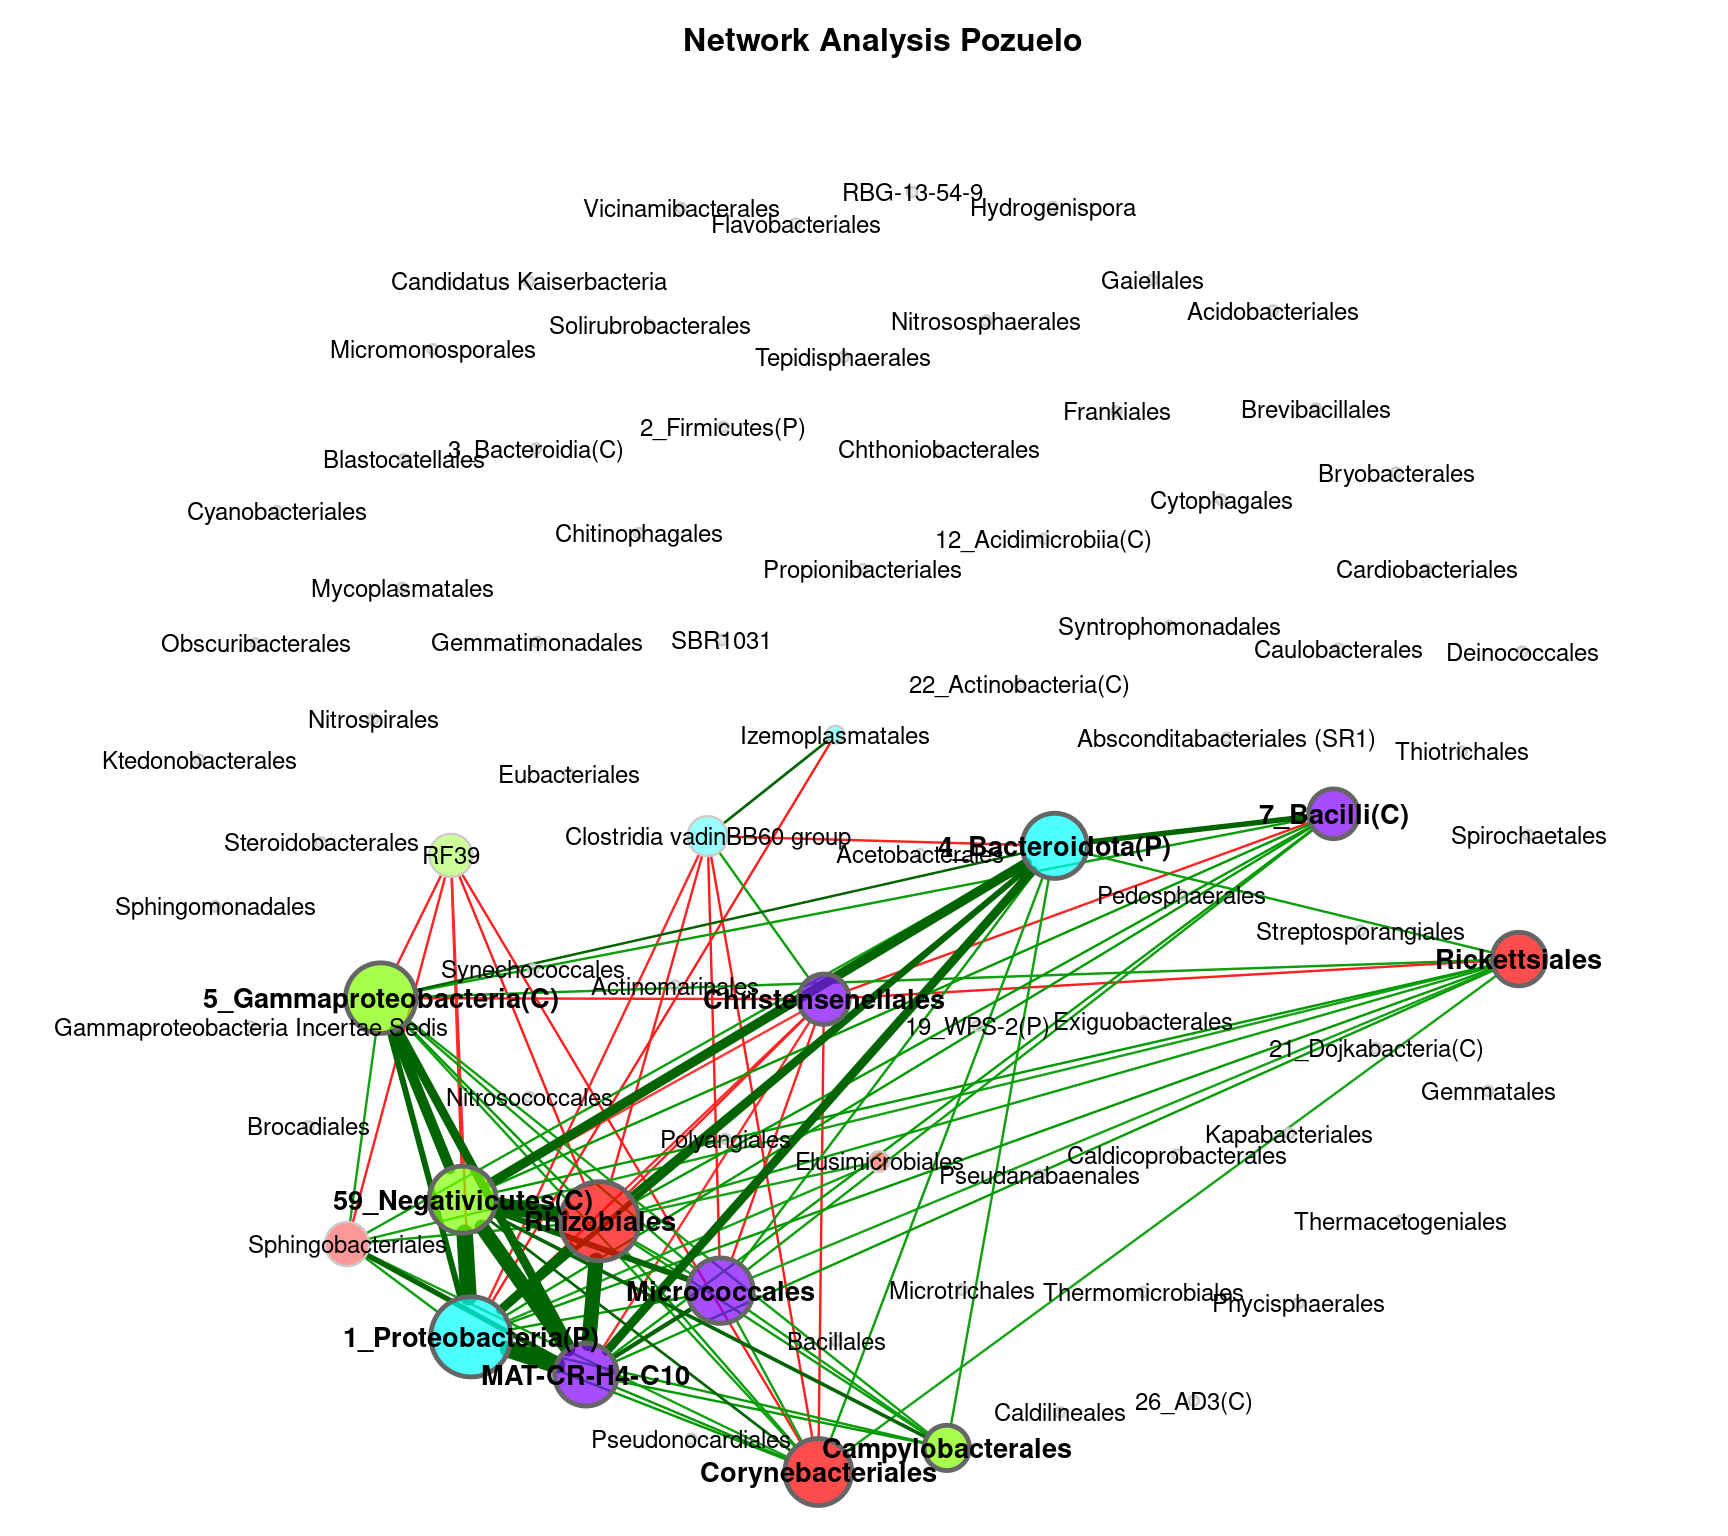 Network Analysis Pozuelo
RBG-13-54-9
Vicinamibacterales
Hydrogenispora
Flavobacteriales
Candidatus Kaiserbacteria
Gaiellales
Acidobacteriales
Solirubrobacterales
Nitrososphaerales
Micromonosporales
Tepidisphaerales
Frankiales
Brevibacillales
2_Firmicutes(P)
3_Bacteroidia(C)
Chthoniobacterales
Blastocatellales
Bryobacterales
Cytophagales
Cyanobacteriales
Chitinophagales
12_Acidimicrobiia(C)
Propionibacteriales
Cardiobacteriales
Mycoplasmatales
Syntrophomonadales
Obscuribacterales
Gemmatimonadales
SBR1031
Caulobacterales
Deinococcales
22_Actinobacteria(C)
Nitrospirales
Izemoplasmatales
Absconditabacteriales (SR1)
Thiotrichales
Ktedonobacterales
Eubacteriales
7_Bacilli(C)
Clostridia vadinBB60 group
Spirochaetales
Steroidobacterales
4_Bacteroidota(P)
RF39
Acetobacterales
Pedosphaerales
Sphingomonadales
Streptosporangiales
Rickettsiales
Synechococcales
Actinomarinales
5_Gammaproteobacteria(C)
Christensenellales
Gammaproteobacteria Incertae Sedis
19_WPS-2(P)
Exiguobacterales
21_Dojkabacteria(C)
Gemmatales
Nitrosococcales
Brocadiales
Kapabacteriales
Polyangiales
Caldicoprobacterales
Elusimicrobiales
Pseudanabaenales
59_Negativicutes(C)
Rhizobiales
Thermacetogeniales
Sphingobacteriales
Micrococcales
Microtrichales
Thermomicrobiales
Phycisphaerales
1_Proteobacteria(P)
Bacillales
MAT-CR-H4-C10
26_AD3(C)
Caldilineales
Pseudonocardiales
Campylobacterales
Corynebacteriales